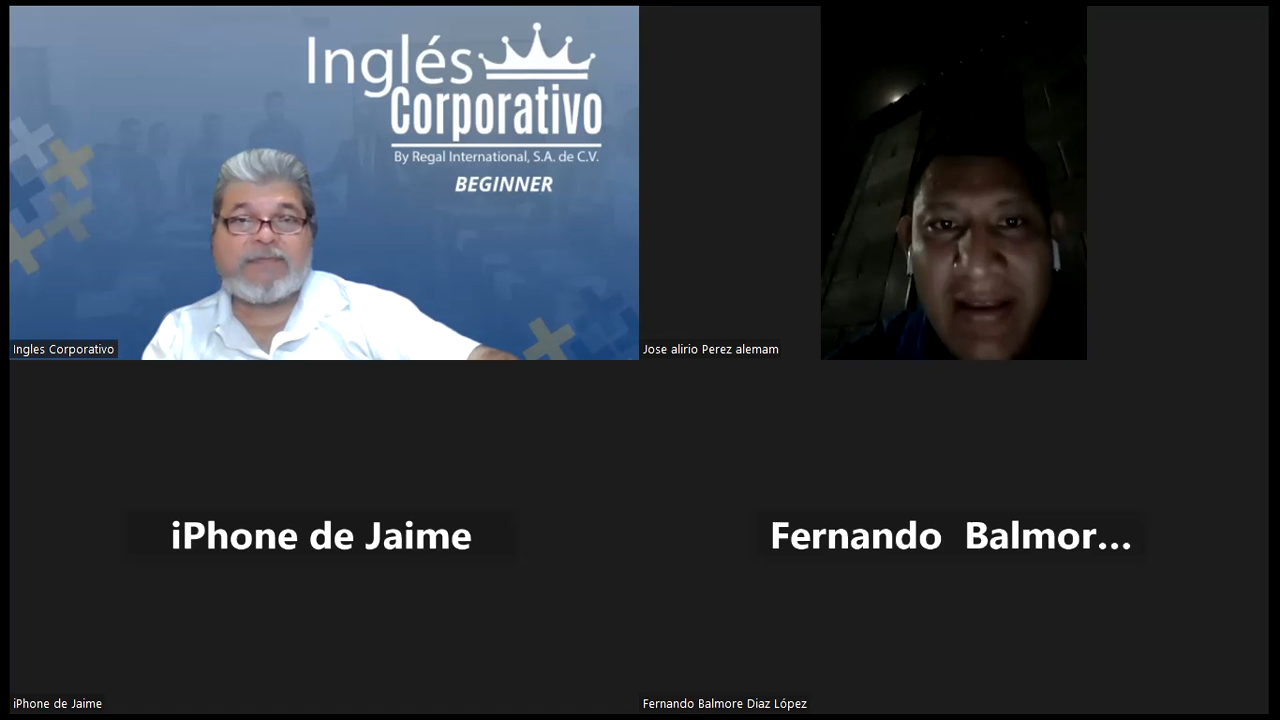 Inglés
Corporativo
By Regal International, S.A. de C.V.
BEGINNER
Ingles Corporativo
Jose alirio Perez alemam
iPhone de Jaime
Fernando Balmor...
iPhone de Jaime
Fernando Balmore Diaz López